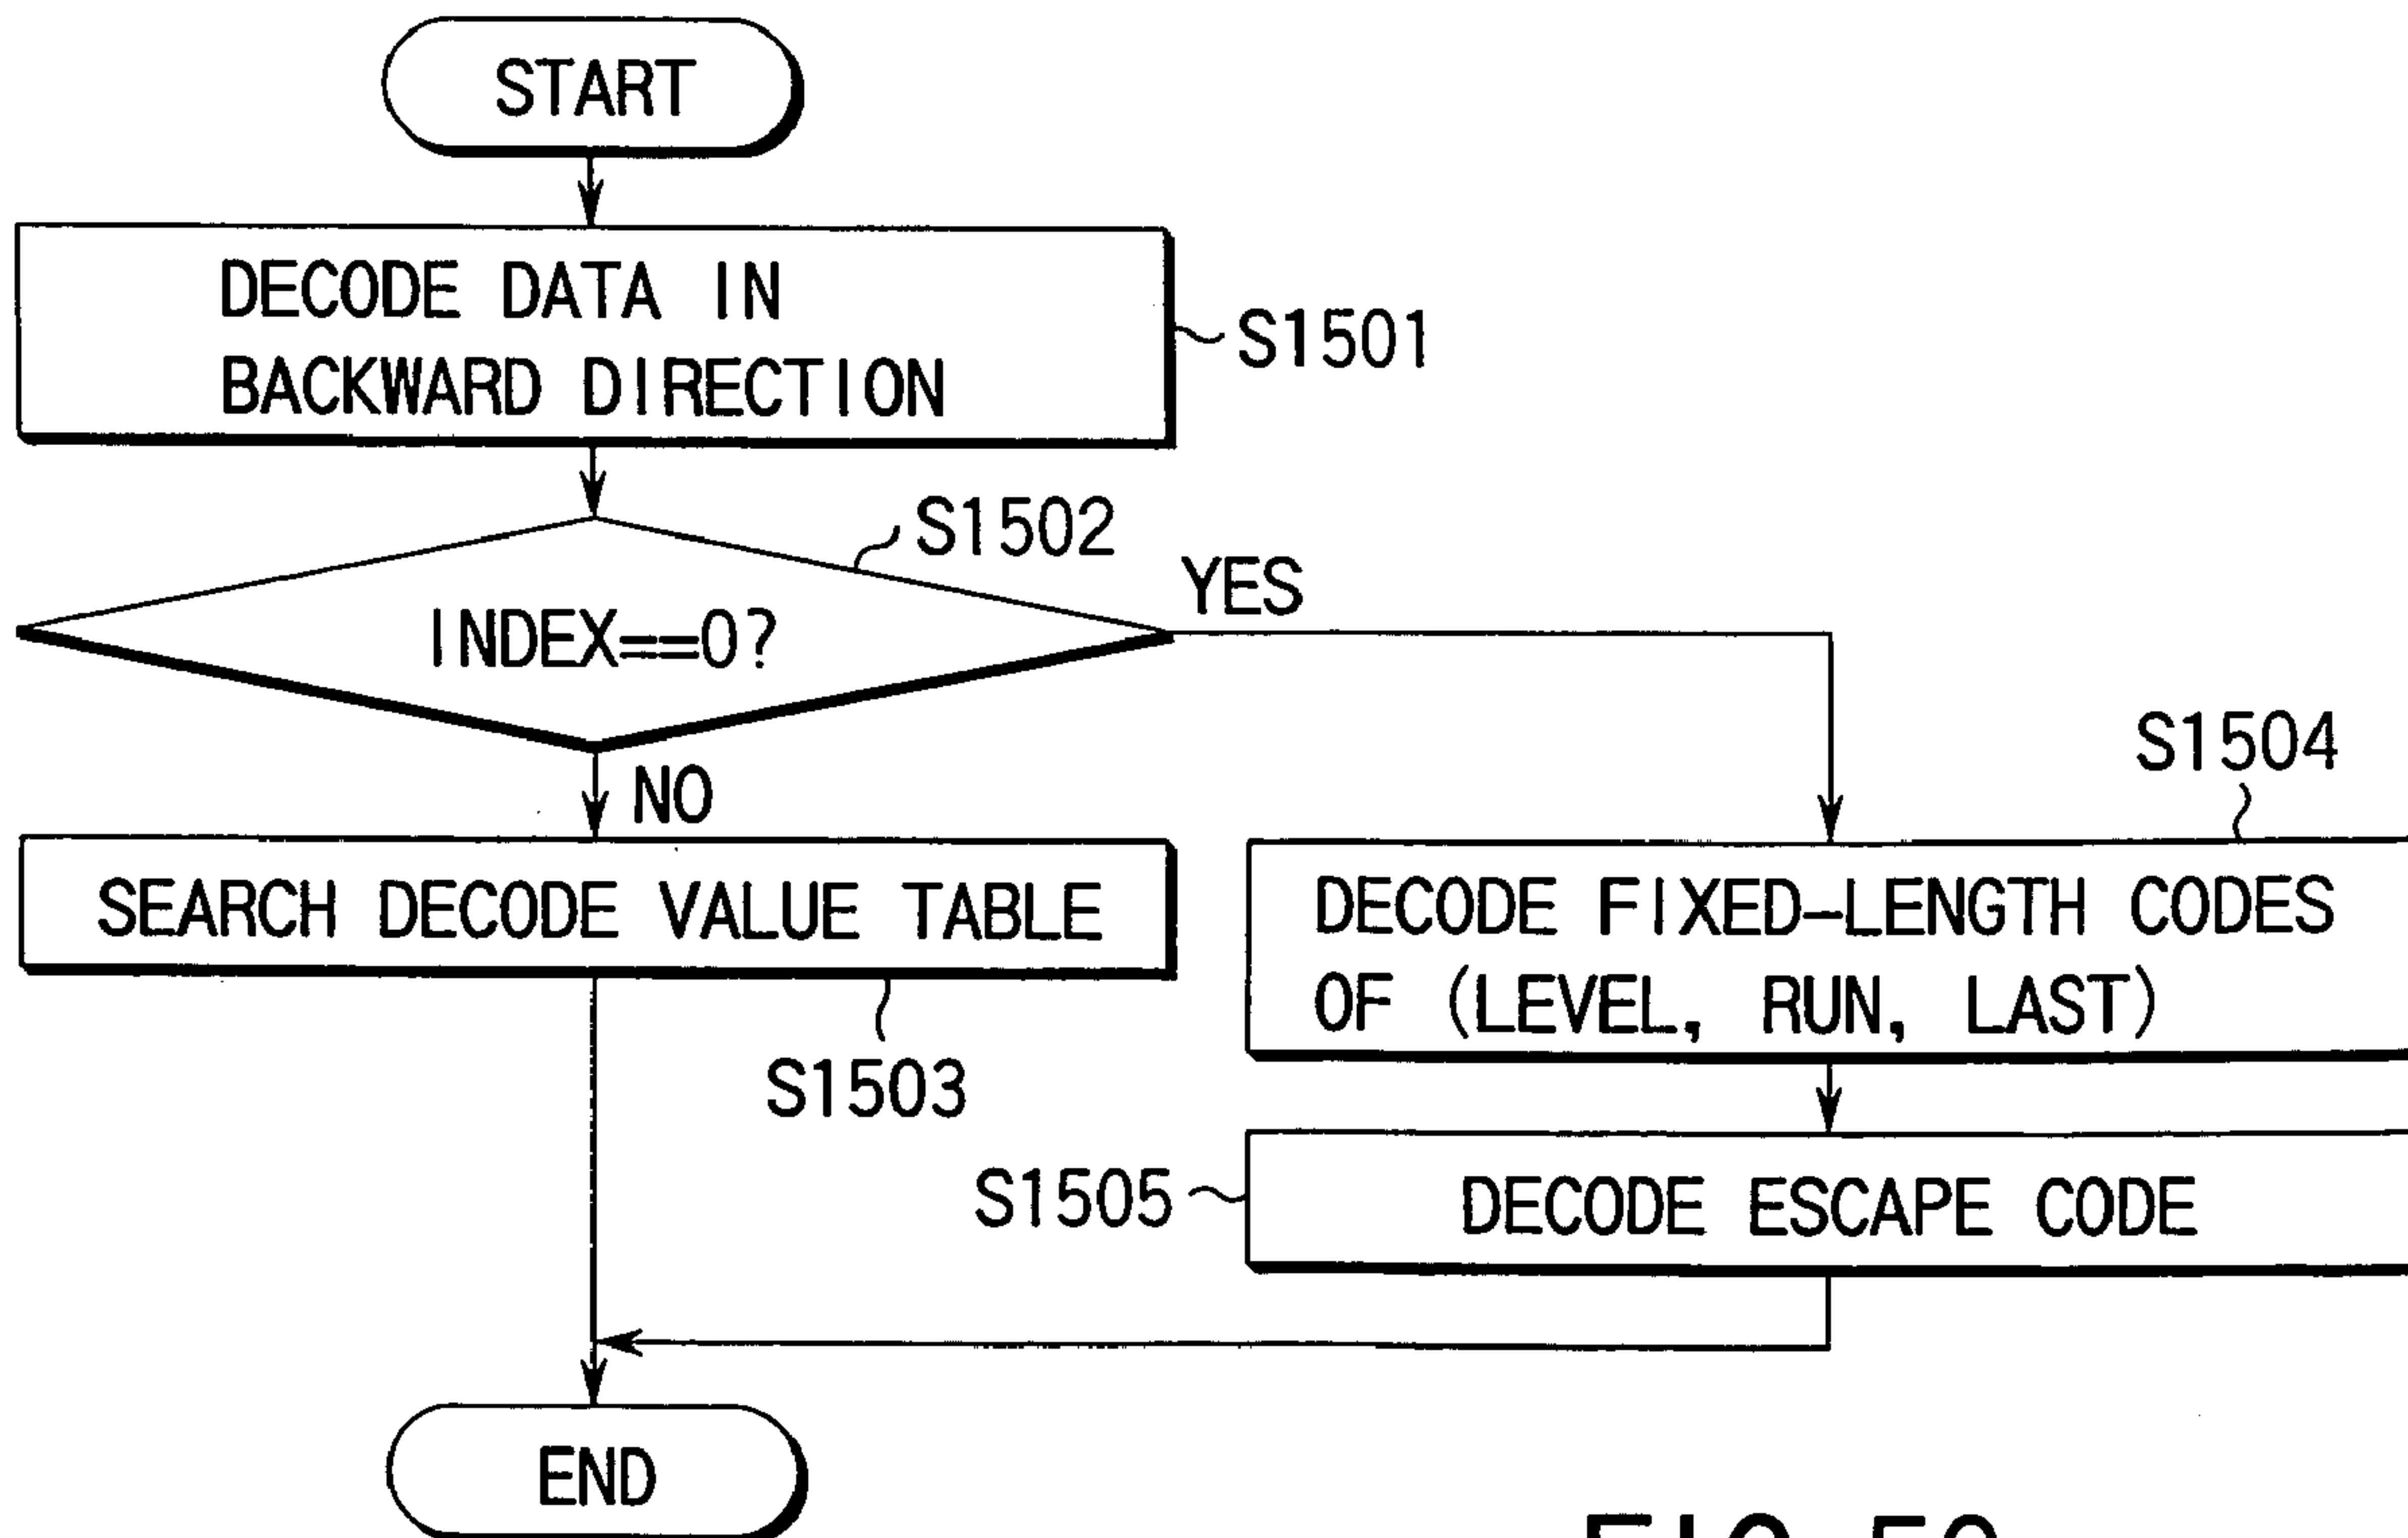 START
DECODE DATA IN
BACKWARD DIRECTION
S1501
S1502
INDEX==0?
YES
NO
SEARCH DECODE VALUE TABLE
S1503
S1504
DECODE FIXED-LENGTH CODES
OF (LEVEL, RUN, LAST)
S1505
DECODE ESCAPE CODE
END